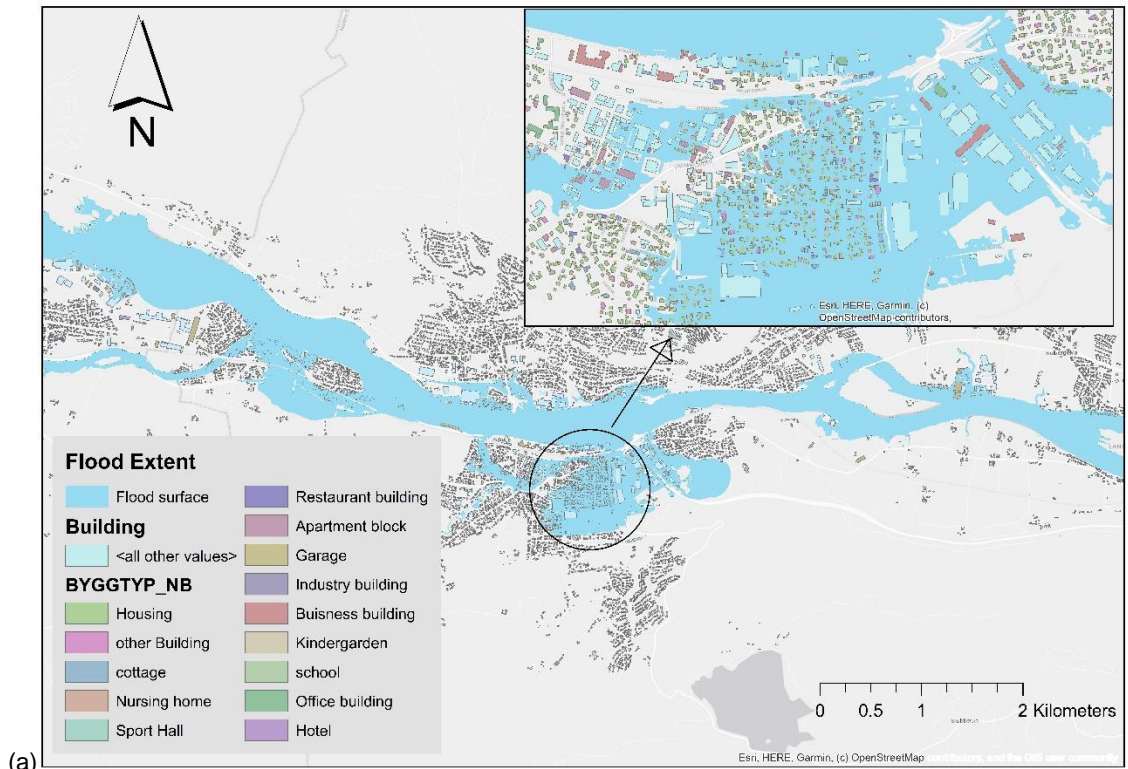 N
Esri, HERE, Garmin, (c)
OpenStreetMap contributors,
Flood Extent
Flood surface
Building
<all other values>
BYGGTYP_NB
Housing
other Building
cottage
Nursing home
Sport Hall
Restaurant building
Apartment block
Garage
Industry building
Buisness building
Kindergarden
school
Office building
Hotel
0 0.5 1 2 Kilometers
Esri, HERE, Garmin, (c) OpenStreetMap contributors, and the GIS user community
(a)